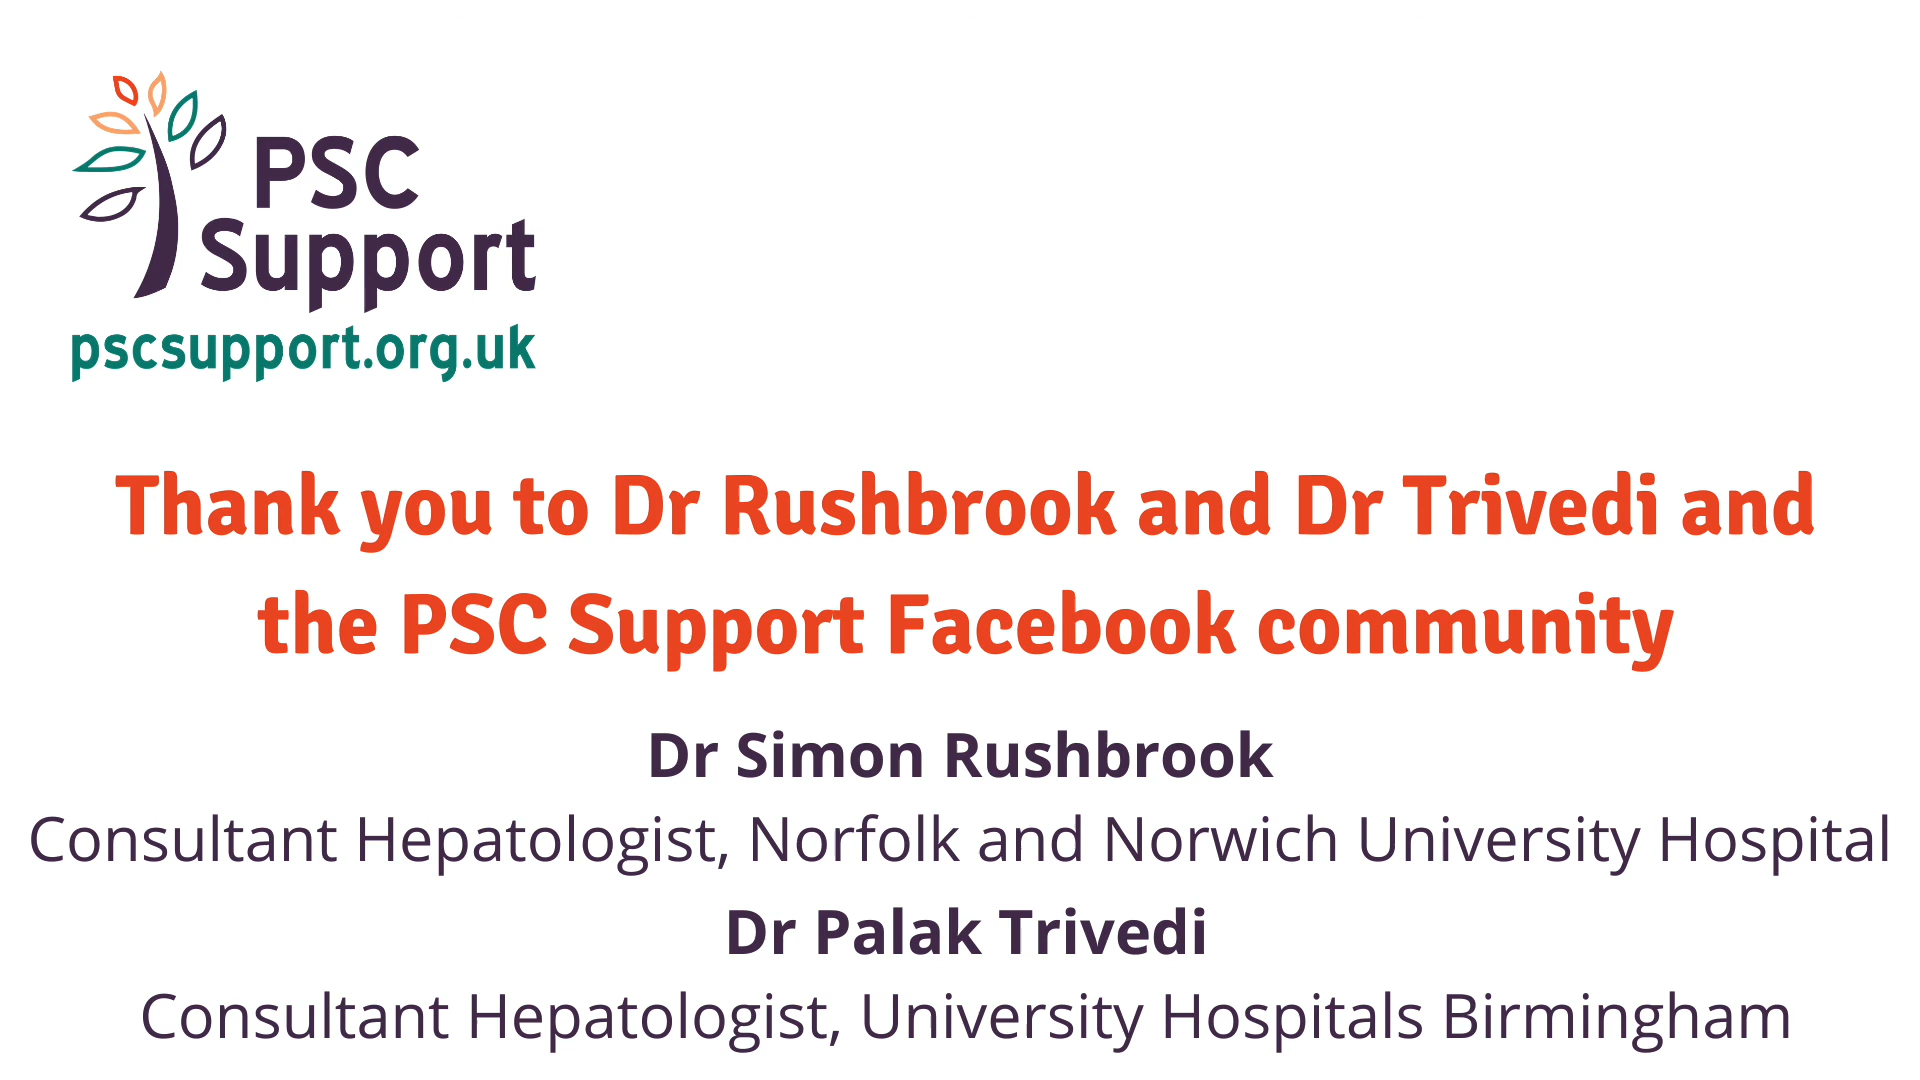 PSC
Support
pscsupport.org.uk
Thank you to Dr Rushbrook and Dr Trivedi and
the PSC Support Facebook community
Dr Simon Rushbrook
Consultant Hepatologist, Norfolk and Norwich University Hospital
Dr Palak Trivedi
Consultant Hepatologist, University Hospitals Birmingham